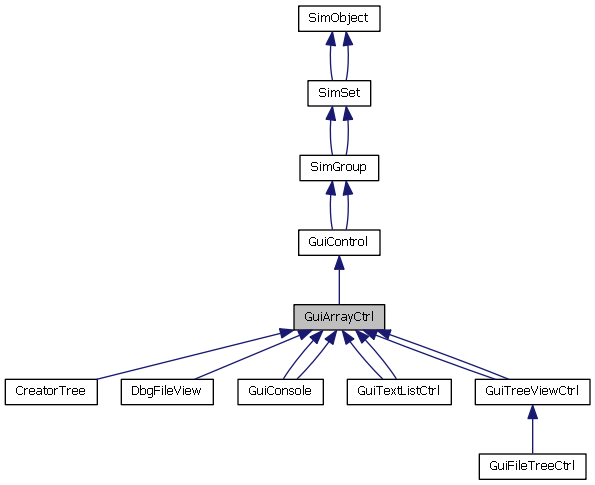 SimObject
SimSet
SimGroup
GuiControl
GuiArrayCtrl
CreatorTree
DbgFileView
GuiConsole
GuiTextListCtrl
GuiTreeViewCtrl
GuiFileTreeCtrl